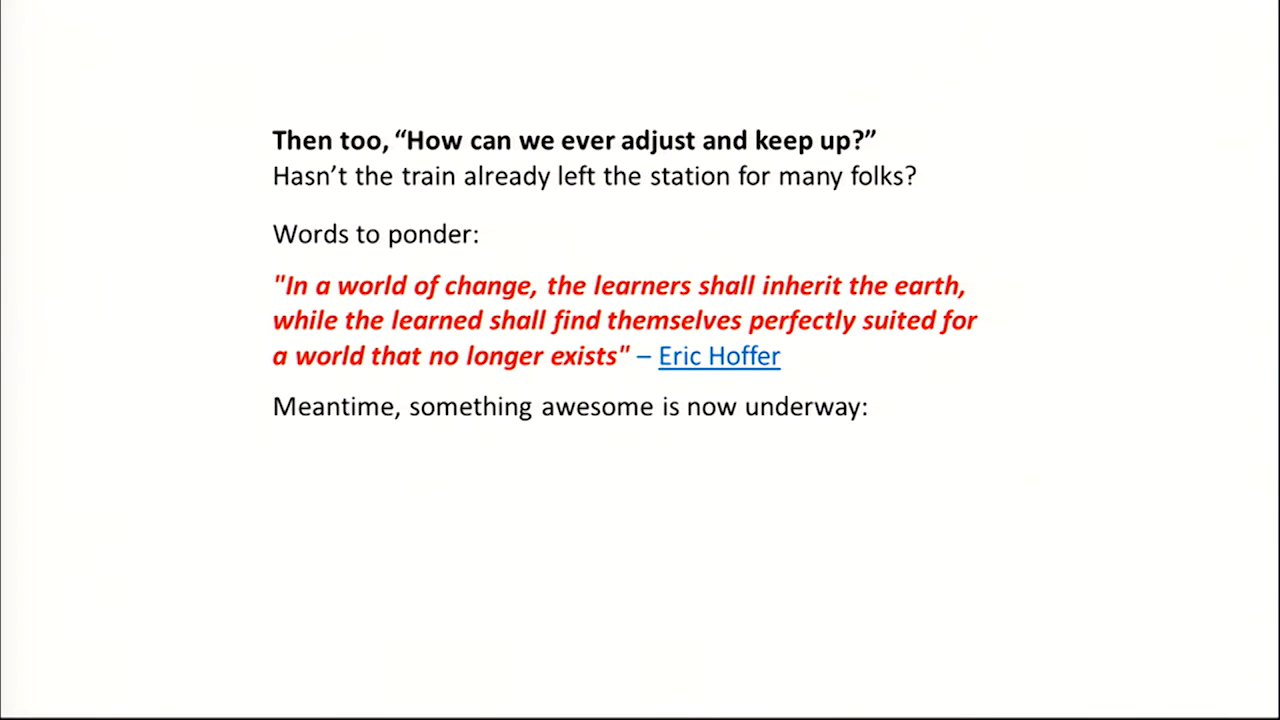 Then too, “How can we ever adjust and keep up?”
Hasn’t the train already left the station for many folks?
Words to ponder:
"In a world of change, the learners shall inherit the earth,
while the learned shall find themselves perfectly suited for
a world that no longer exists" – Eric Hoffer
Meantime, something awesome is now underway: